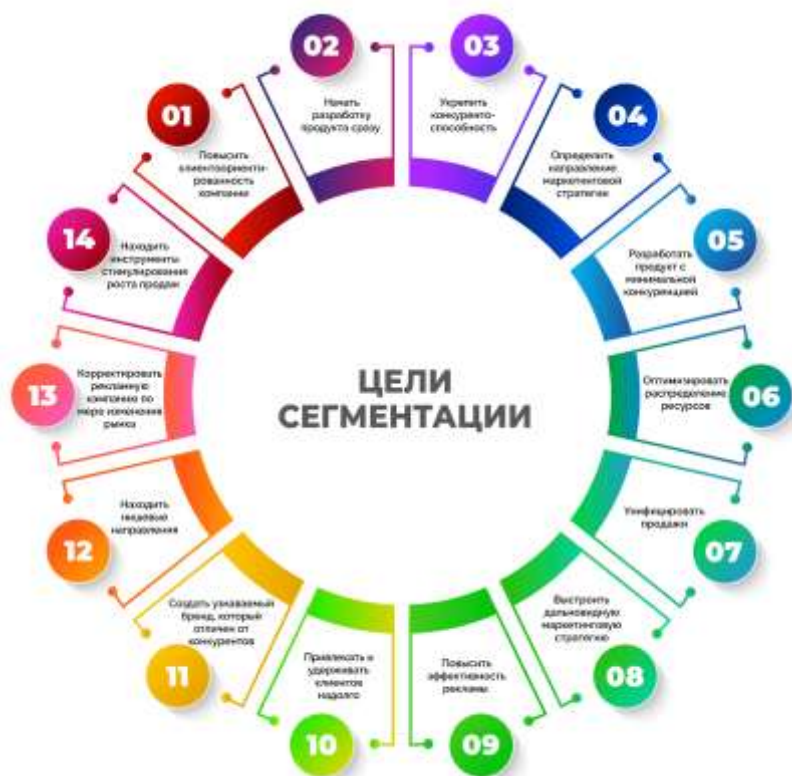 ЦЕЛИ
СЕГМЕНТАЦИИ
01
Повысить
клиентоориенти-
рованность
компании
02
Начать
разработку
продукта сразу
03
Укрепить
конкуренто-
способность
04
Определить
направление
маркетинговой
стратегии
05
Разработать
продукт с
минимальной
конкуренцией
06
Оптимизировать
распределение
ресурсов
07
Унифицировать
продажи
08
Выстроить
дальновидную
маркетинговую
стратегию
09
Повысить
эффективность
рекламы
10
Привлекать и
удерживать
клиентов
надолго
11
Создать узнаваемый
бренд, который
отличен от
конкурентов
12
Находить
нишевые
направления
13
Корректировать
рекламную
кампанию по
мере изменения
рынка
14
Находить
инструменты
стимулирования
роста продаж